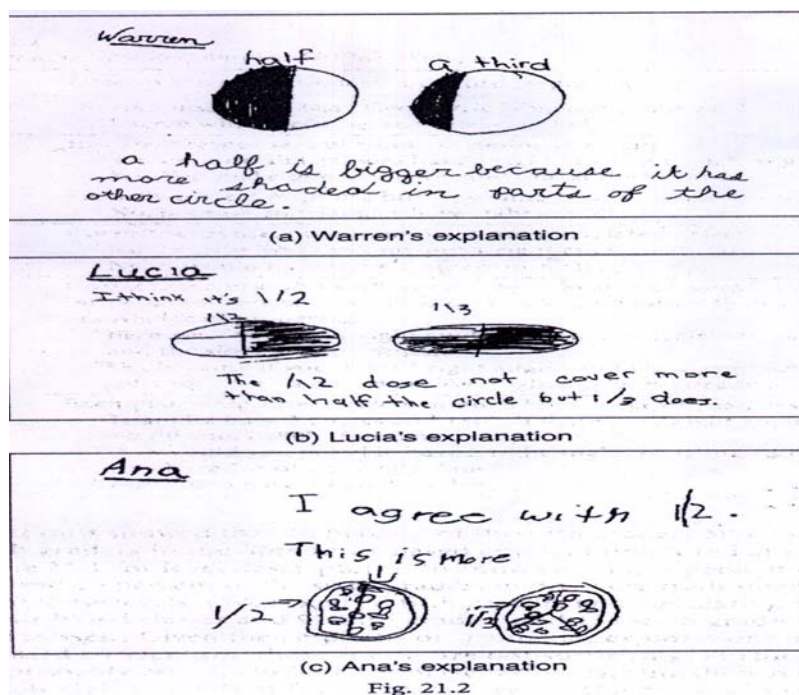 Warren
half
a third
a half is bigger because it has
more shaded in parts of the
other circle.
(a) Warren's explanation
Lucia
I think it's 1\2
1\2
1\3
The 1\2 dose not cover more
than half the circle but 1/3 does.
(b) Lucia's explanation
Ana
I agree with 1/2.
This is more
1/2
1/3
(c) Ana's explanation
Fig. 21.2